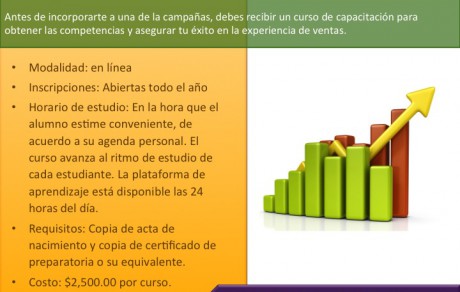 Antes de incorporarte a una de la campañas, debes recibir un curso de capacitación para
obtener las competencias y asegurar tu éxito en la experiencia de ventas.
• Modalidad: en línea
• Inscripciones: Abiertas todo el año
• Horario de estudio: En la hora que el
alumno estime conveniente, de
acuerdo a su agenda personal. El
curso avanza al ritmo de estudio de
cada estudiante. La plataforma de
aprendizaje está disponible las 24
horas del día.
• Requisitos: Copia de acta de
nacimiento y copia de certificado de
preparatoria o su equivalente.
• Costo: $2,500.00 por curso.